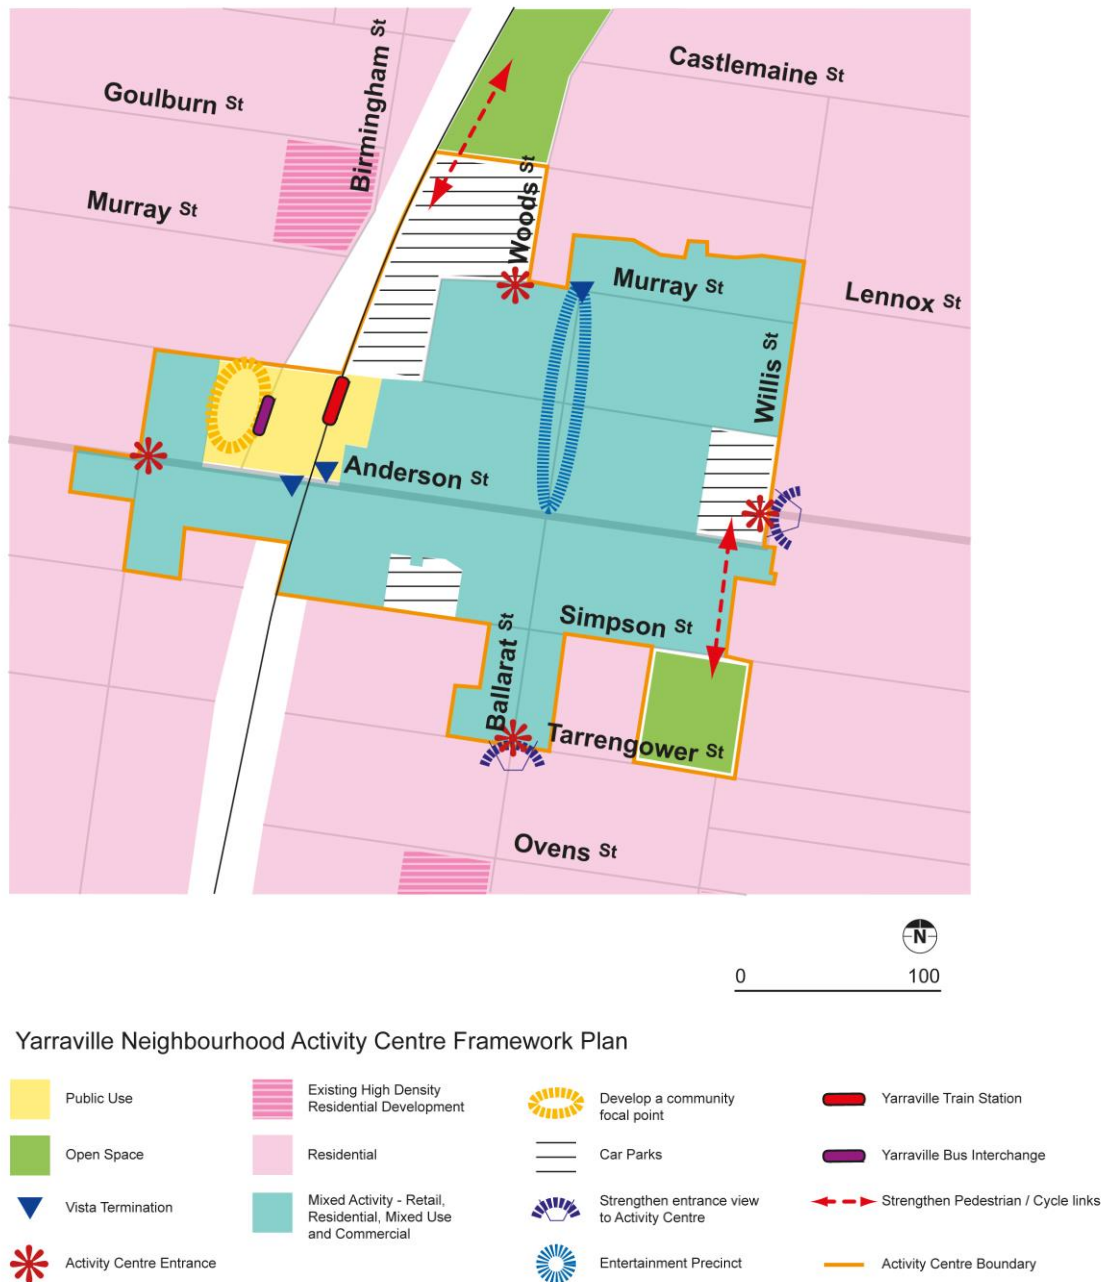 Castlemaine St
Goulburn St
Birmingham St
Murray St
Woods St
Murray St
Lennox St
Willis St
Anderson St
Simpson St
Ballarat St
Tarrengower St
Ovens St
N
0 100
Yarraville Neighbourhood Activity Centre Framework Plan
Public Use
Existing High Density
Residential Development
Develop a community
focal point
Yarraville Train Station
Open Space
Residential
Car Parks
Yarraville Bus Interchange
Vista Termination
Mixed Activity - Retail,
Residential, Mixed Use
and Commercial
Strengthen entrance view
to Activity Centre
Strengthen Pedestrian / Cycle links
Activity Centre Entrance
Entertainment Precinct
Activity Centre Boundary